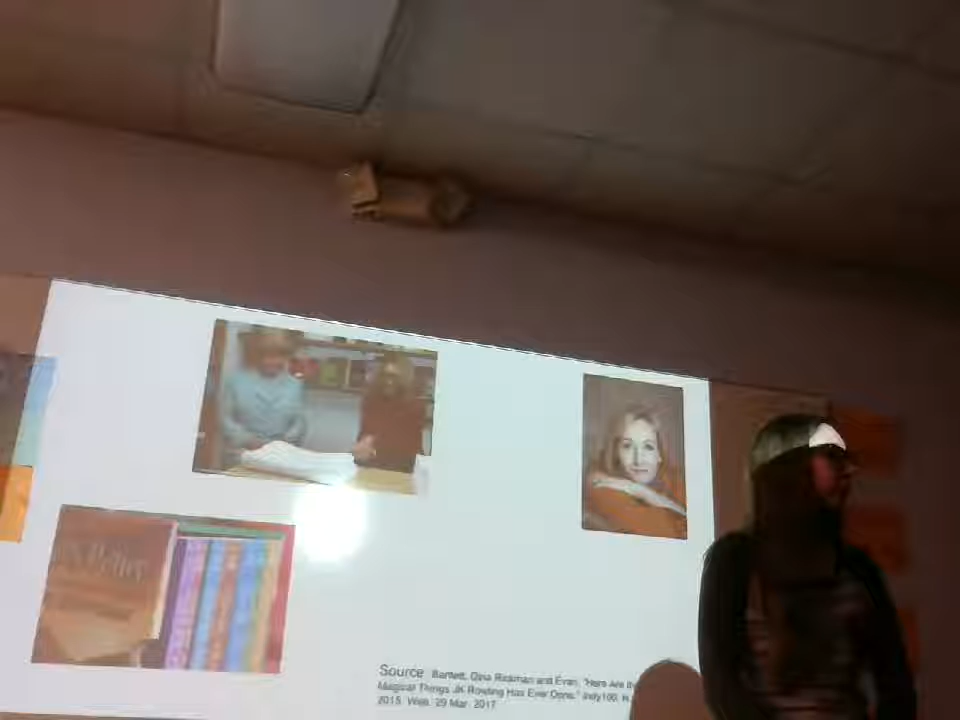 Potter
Source: Bartlett, Gina Rickman and Evan. "Here Are the
Magical Things JK Rowling Has Ever Done." indy100.
2015. Web. 29 Mar. 2017